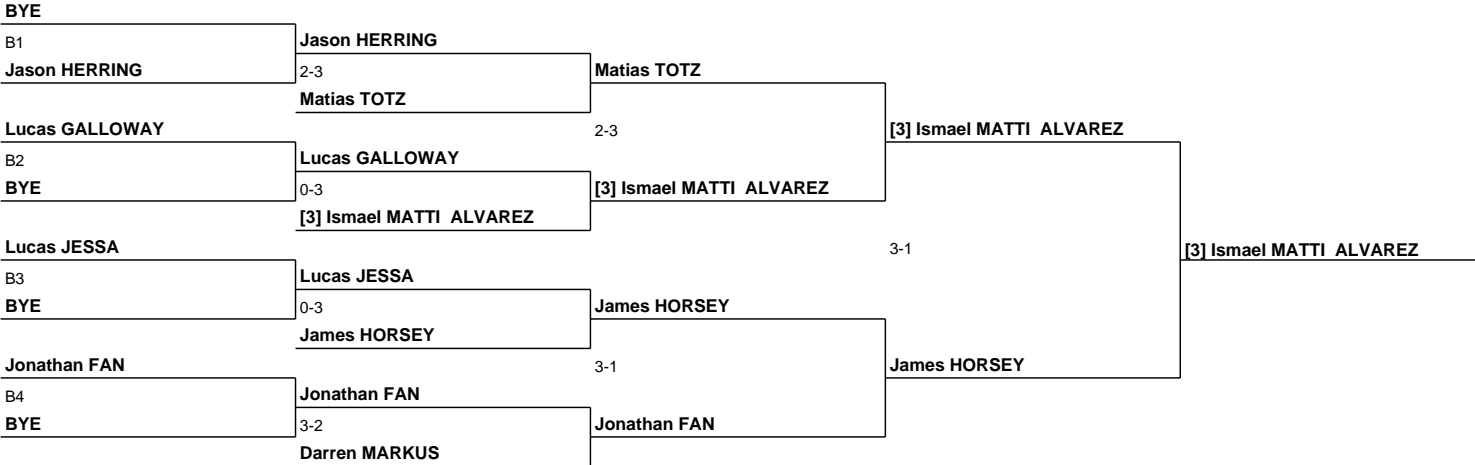 BYE
B1
Jason HERRING
Jason HERRING
2-3
Matias TOTZ
Matias TOTZ
Lucas GALLOWAY
2-3
[3] Ismael MATTI  ALVAREZ
B2
Lucas GALLOWAY
BYE
0-3
[3] Ismael MATTI  ALVAREZ
[3] Ismael MATTI  ALVAREZ
Lucas JESSA
3-1
[3] Ismael MATTI  ALVAREZ
B3
Lucas JESSA
BYE
0-3
James HORSEY
James HORSEY
Jonathan FAN
3-1
James HORSEY
B4
Jonathan FAN
BYE
3-2
Jonathan FAN
Darren MARKUS